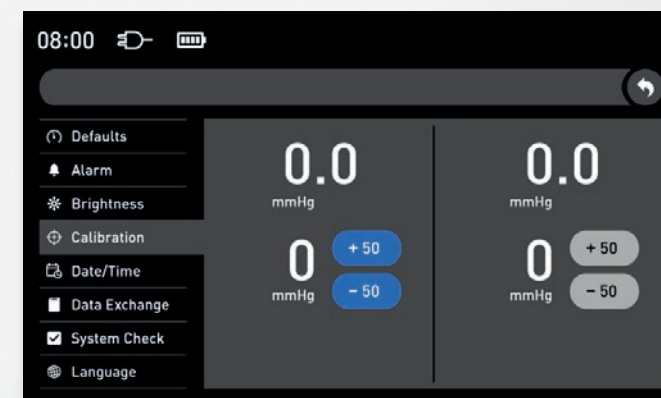 08:00
Defaults
Alarm
Brightness
Calibration
Date/Time
Data Exchange
System Check
Language
0.0
mmHg
0
mmHg
+ 50
- 50
0.0
mmHg
0
mmHg
+ 50
- 50